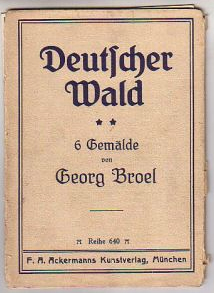 Deutſcher
Wald
★ ★
6 Gemälde
von
Georg Broel
Reihe 640
F. A. Ackermanns Kunstverlag, München